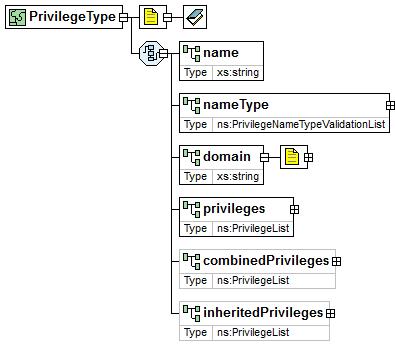 PrivilegeType
name
Type xs:string
nameType
Type ns:PrivilegeNameTypeValidationList
domain
Type xs:string
privileges
Type ns:PrivilegeList
combinedPrivileges
Type ns:PrivilegeList
inheritedPrivileges
Type ns:PrivilegeList